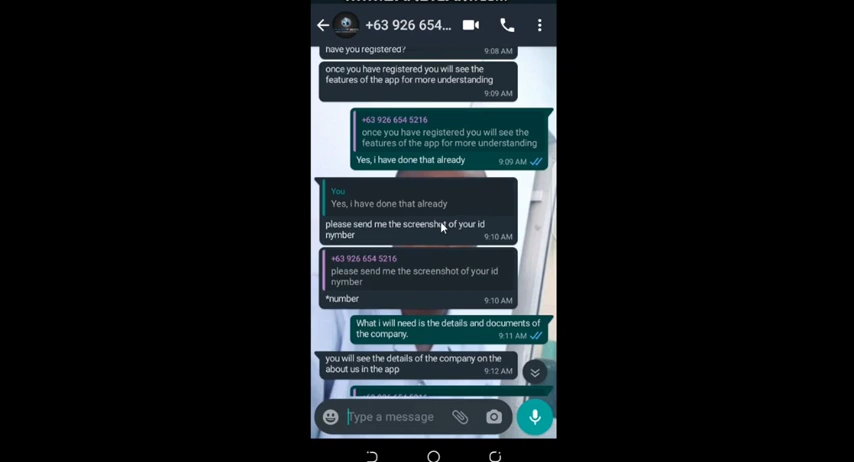 +63 926 654...
have you registered?
9:08 AM
once you have registered you will see the
features of the app for more understanding
9:09 AM
+63 926 654 5216
once you have registered you will see the
features of the app for more understanding
Yes, i have done that already
9:09 AM
You
Yes, i have done that already
please send me the screenshot of your id
nymber
9:10 AM
+63 926 654 5216
please send me the screenshot of your id
nymber
*number
9:10 AM
What i will need is the details and documents of
the company.
9:11 AM
you will see the details of the company on the
about us in the app
9:12 AM
Type a message